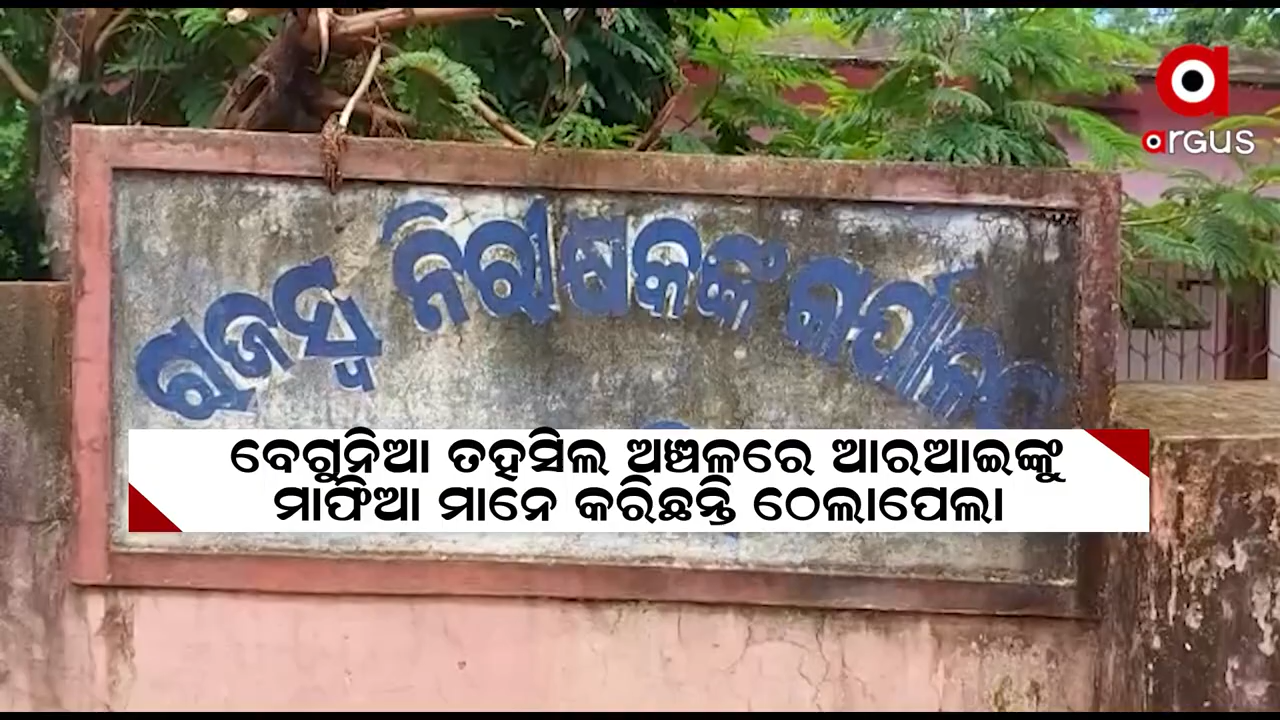 aRGUS
ରାଜସ୍ୱ ନିରୀକ୍ଷକଙ୍କ କାର୍ଯ୍ୟାଳୟ
ବେଗୁନିଆ ତହସିଲ ଅଞ୍ଚଳରେ ଆରଆଇଙ୍କୁ
ମାଫିଆ ମାନେ କରିଛନ୍ତି ଠେଲାପେଲା